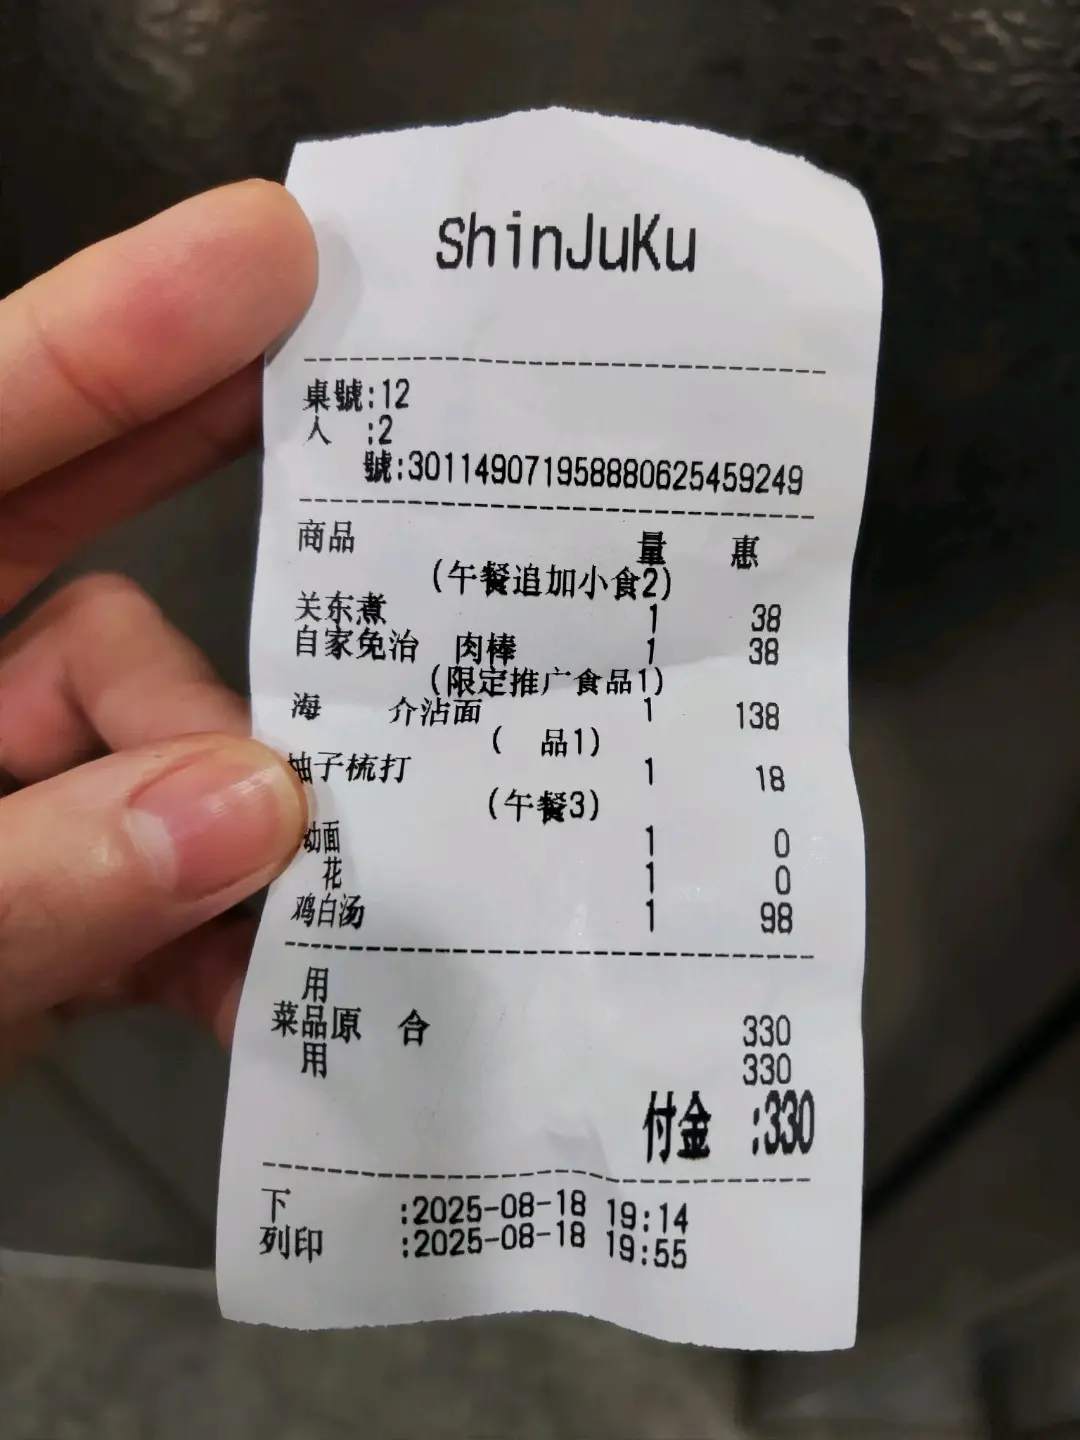 ShinJuKu
桌號:12
人 :2
號:3011490719588806​25459249
商品 量 惠
(午餐追加小食2)
关东煮 1 38
自家免治 肉棒 1 38
(限定推广食品1)
海 介沾面 1 138
( 品1)
柚子梳打 1 18
(午餐3)
幼面 1 0
花 1 0
鸡白汤 1 98
用
菜品原 合 330
用 330
付金 :330
下 :2025-08-18 19:14
列印 :2025-08-18 19:55